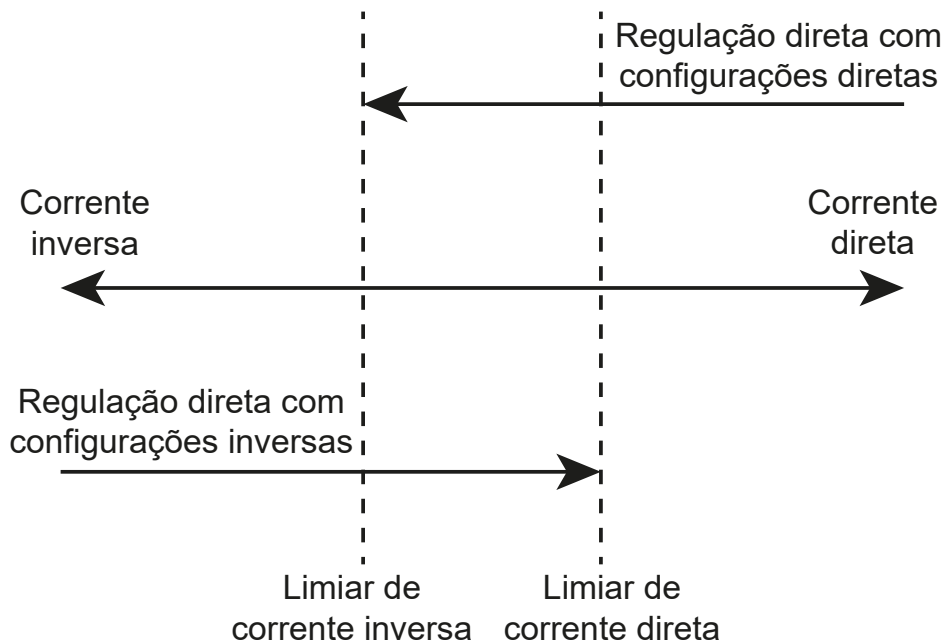 Regulação direta com
configurações diretas
Corrente
inversa
Corrente
direta
Regulação direta com
configurações inversas
Limiar de
corrente inversa
Limiar de
corrente direta